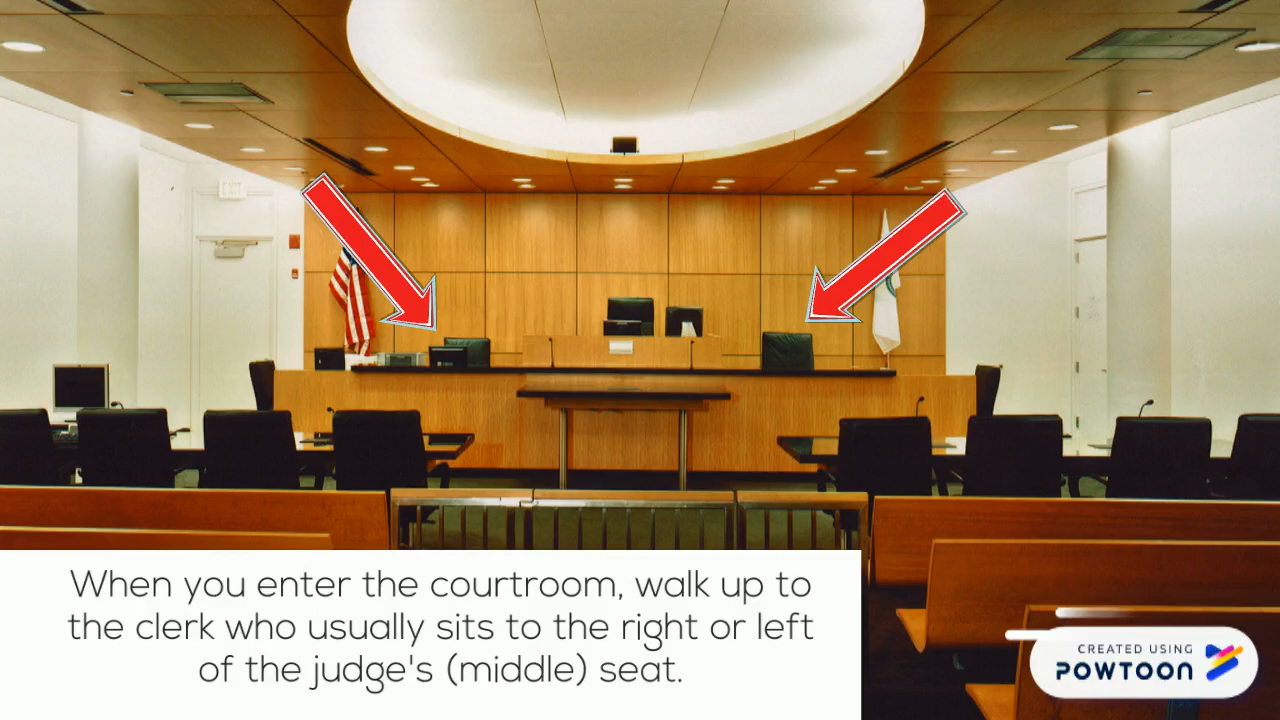 EXIT
When you enter the courtroom, walk up to
the clerk who usually sits to the right or left
of the judge's (middle) seat.
CREATED USING
POWTOON